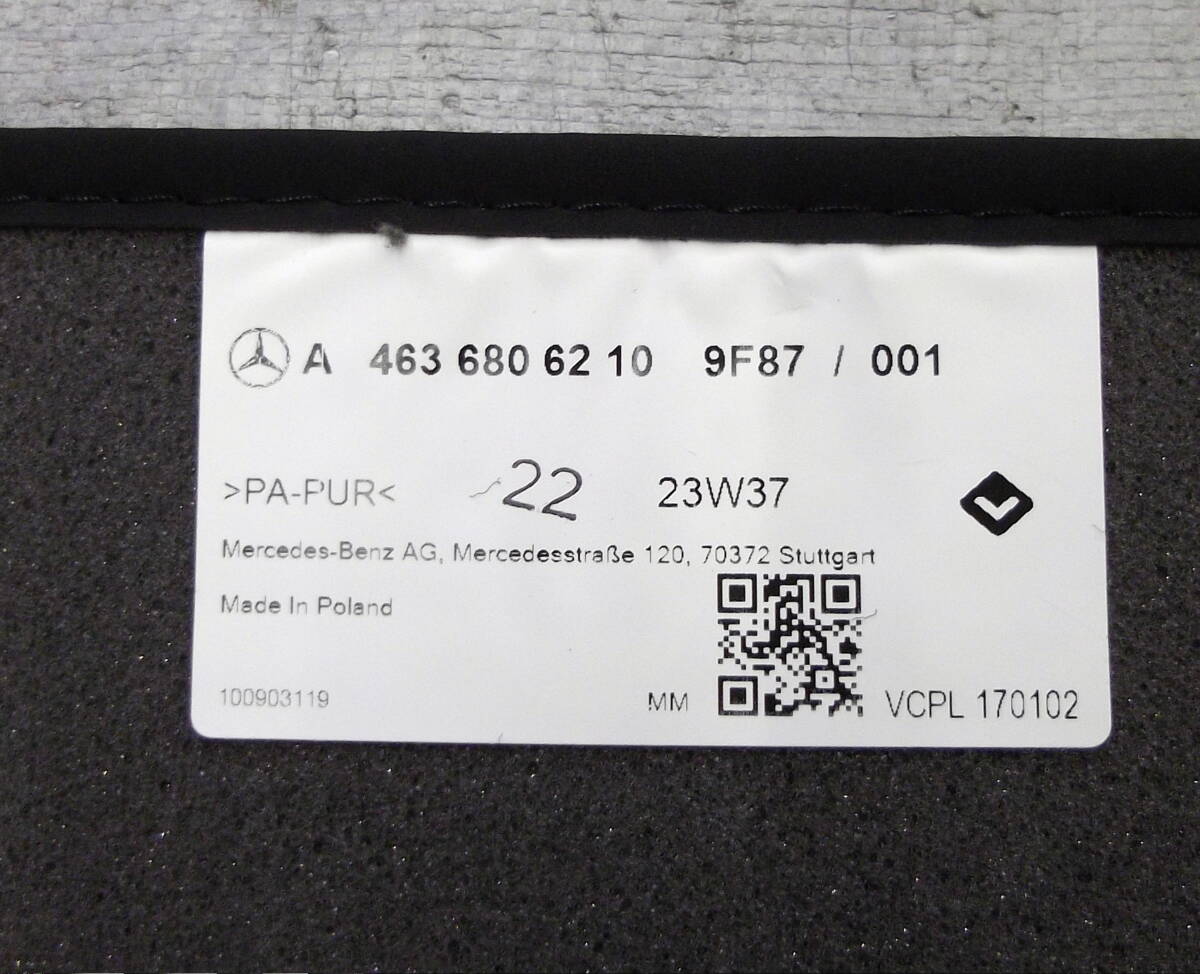 A 463 680 62 10 9F87 / 001
>PA-PUR< 22 23W37
Mercedes-Benz AG, Mercedesstraße 120, 70372 Stuttgart
Made In Poland
100903119 MM VCPL 170102